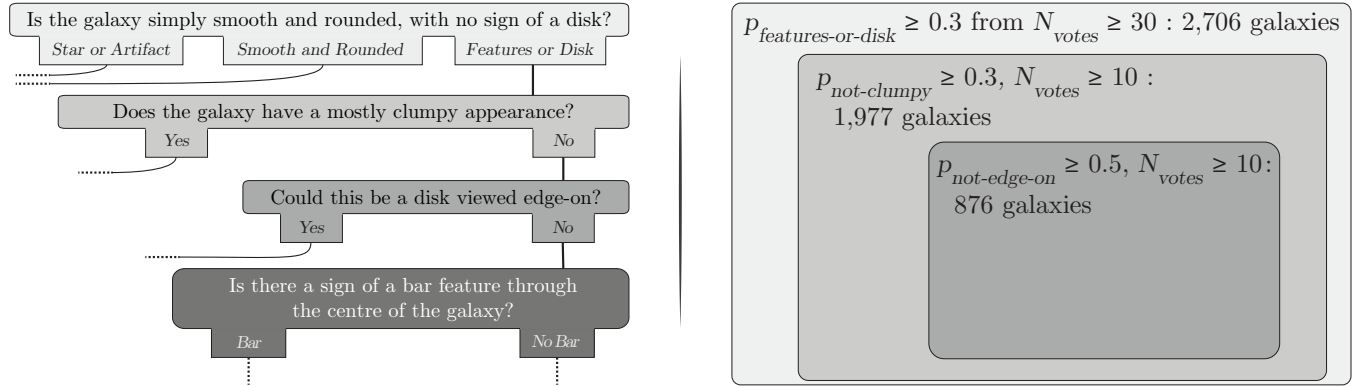 Is the galaxy simply smooth and rounded, with no sign of a disk?
Star or Artifact
Smooth and Rounded
Features or Disk
Does the galaxy have a mostly clumpy appearance?
Yes
No
Could this be a disk viewed edge-on?
Yes
No
Is there a sign of a bar feature through
the centre of the galaxy?
Bar
No Bar
p_features-or-disk ≥ 0.3 from N_votes ≥ 30 : 2,706 galaxies
p_not-clumpy ≥ 0.3, N_votes ≥ 10 :
1,977 galaxies
p_not-edge-on ≥ 0.5, N_votes ≥ 10:
876 galaxies